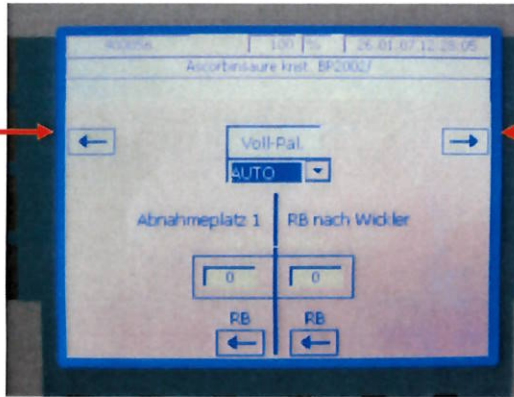 100 % 26.01.07 12:28:05
Ascorbinsäure krist. BP2002/
← Voll-Pal. →
AUTO
Abnahmeplatz 1 RB nach Wickler
0 0
RB RB
← ←